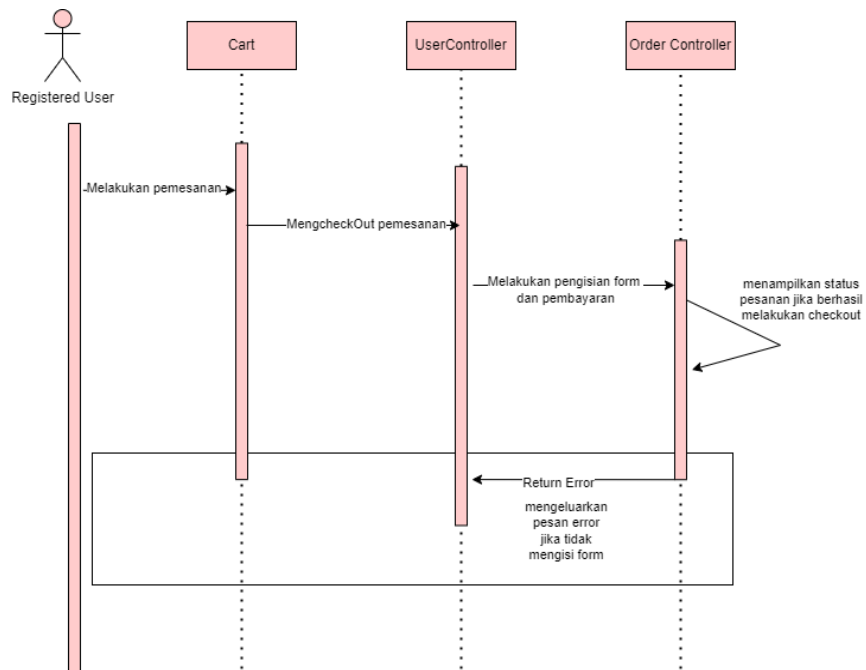 Registered User
Cart
UserController
Order Controller
Melakukan pemesanan
MengcheckOut pemesanan
Melakukan pengisian form
dan pembayaran
menampilkan status
pesanan jika berhasil
melakukan checkout
Return Error
mengeluarkan
pesan error
jika tidak
mengisi form